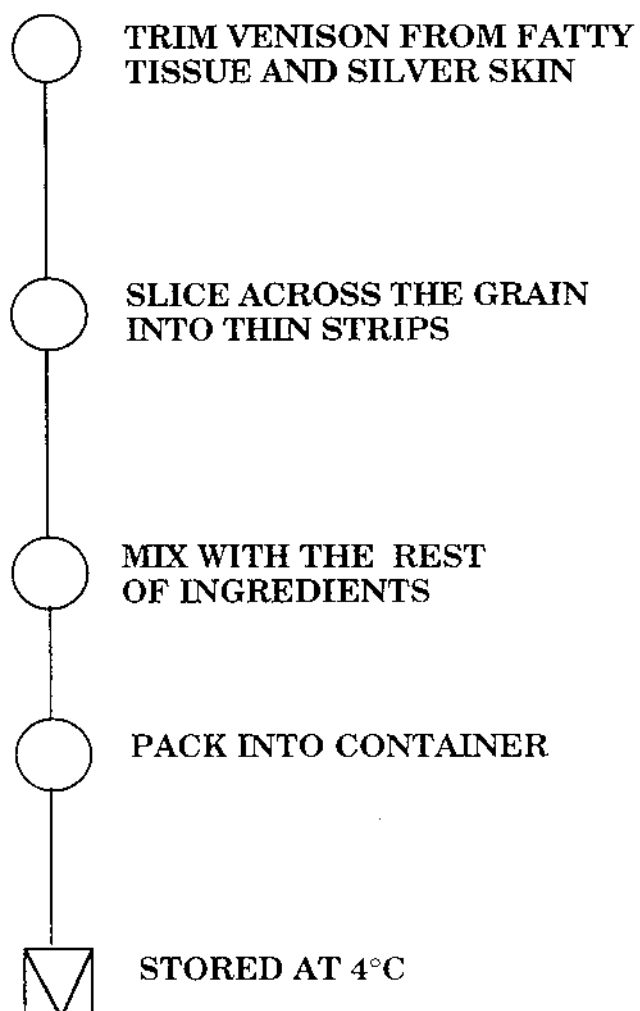 TRIM VENISON FROM FATTY
TISSUE AND SILVER SKIN
SLICE ACROSS THE GRAIN
INTO THIN STRIPS
MIX WITH THE REST
OF INGREDIENTS
PACK INTO CONTAINER
STORED AT 4°C